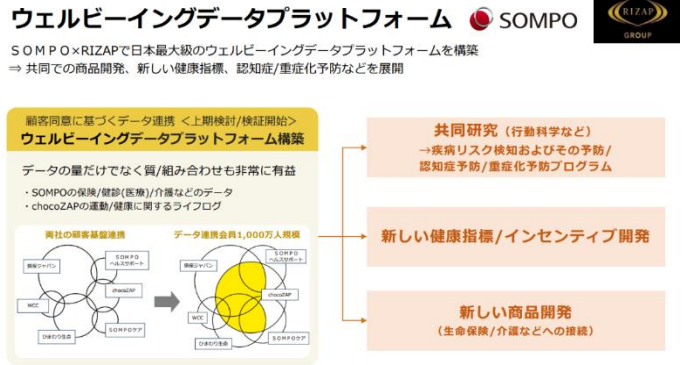 ウェルビーイングデータプラットフォーム
SOMPO
RIZAP
GROUP
SOMPO×RIZAPで日本最大級のウェルビーイングデータプラットフォームを構築
⇒ 共同での商品開発、新しい健康指標、認知症/重症化予防などを展開
顧客同意に基づくデータ連携 <上期検討/検証開始>
ウェルビーイングデータプラットフォーム構築
データの量だけでなく質/組み合わせも非常に有益
・SOMPOの保険/健診(医療)/介護などのデータ
・chocoZAPの運動/健康に関するライフログ
両社の顧客基盤連携
損保ジャパン
SOMPO
ヘルスサポート
chocoZAP
WCC
ひまわり生命
SOMPOケア
データ連携会員1,000万人規模
損保ジャパン
SOMPO
ヘルスサポート
chocoZAP
WCC
ひまわり生命
SOMPOケア
共同研究（行動科学など）
→疾病リスク検知およびその予防/
認知症予防/重症化予防プログラム
新しい健康指標/インセンティブ開発
新しい商品開発
（生命保険/介護などへの接続）